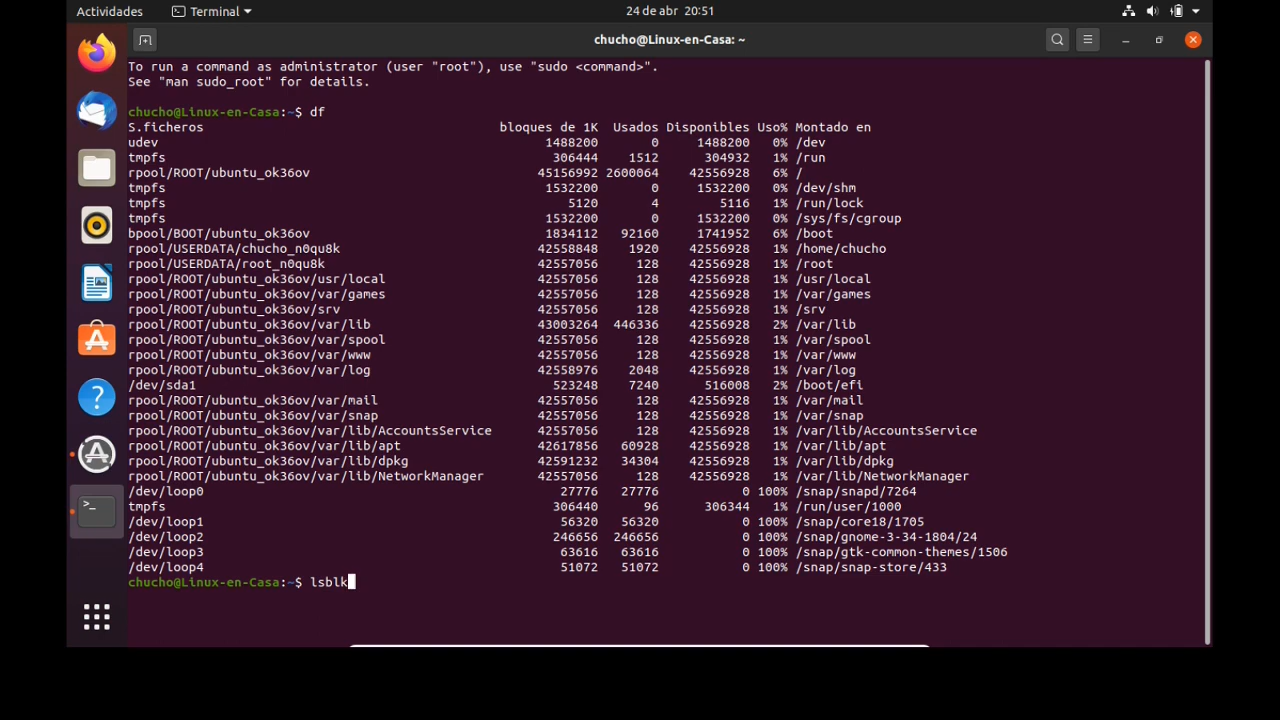 Actividades
Terminal
24 de abr 20:51
chucho@Linux-en-Casa: ~
To run a command as administrator (user "root"), use "sudo <command>".
See "man sudo_root" for details.
chucho@Linux-en-Casa:~$ df
S.ficheros bloques de 1K Usados Disponibles Uso% Montado en
udev 1488200 0 1488200 0% /dev
tmpfs 306444 1512 304932 1% /run
rpool/ROOT/ubuntu_ok36ov 45156992 2600064 42556928 6% /
tmpfs 1532200 0 1532200 0% /dev/shm
tmpfs 5120 4 5116 1% /run/lock
tmpfs 1532200 0 1532200 0% /sys/fs/cgroup
bpool/BOOT/ubuntu_ok36ov 1834112 92160 1741952 6% /boot
rpool/USERDATA/chucho_n0qu8k 42558848 1920 42556928 1% /home/chucho
rpool/USERDATA/root_n0qu8k 42557056 128 42556928 1% /root
rpool/ROOT/ubuntu_ok36ov/usr/local 42557056 128 42556928 1% /usr/local
rpool/ROOT/ubuntu_ok36ov/var/games 42557056 128 42556928 1% /var/games
rpool/ROOT/ubuntu_ok36ov/srv 42557056 128 42556928 1% /srv
rpool/ROOT/ubuntu_ok36ov/var/lib 43003264 446336 42556928 2% /var/lib
rpool/ROOT/ubuntu_ok36ov/var/spool 42557056 128 42556928 1% /var/spool
rpool/ROOT/ubuntu_ok36ov/var/www 42557056 128 42556928 1% /var/www
rpool/ROOT/ubuntu_ok36ov/var/log 42558976 2048 42556928 1% /var/log
/dev/sda1 523248 7240 516008 2% /boot/efi
rpool/ROOT/ubuntu_ok36ov/var/mail 42557056 128 42556928 1% /var/mail
rpool/ROOT/ubuntu_ok36ov/var/snap 42557056 128 42556928 1% /var/snap
rpool/ROOT/ubuntu_ok36ov/var/lib/AccountsService 42557056 128 42556928 1% /var/lib/AccountsService
rpool/ROOT/ubuntu_ok36ov/var/lib/apt 42617856 60928 42556928 1% /var/lib/apt
rpool/ROOT/ubuntu_ok36ov/var/lib/dpkg 42591232 34304 42556928 1% /var/lib/dpkg
rpool/ROOT/ubuntu_ok36ov/var/lib/NetworkManager 42557056 128 42556928 1% /var/lib/NetworkManager
/dev/loop0 27776 27776 0 100% /snap/snapd/7264
tmpfs 306440 96 306344 1% /run/user/1000
/dev/loop1 56320 56320 0 100% /snap/core18/1705
/dev/loop2 246656 246656 0 100% /snap/gnome-3-34-1804/24
/dev/loop3 63616 63616 0 100% /snap/gtk-common-themes/1506
/dev/loop4 51072 51072 0 100% /snap/snap-store/433
chucho@Linux-en-Casa:~$ lsblk